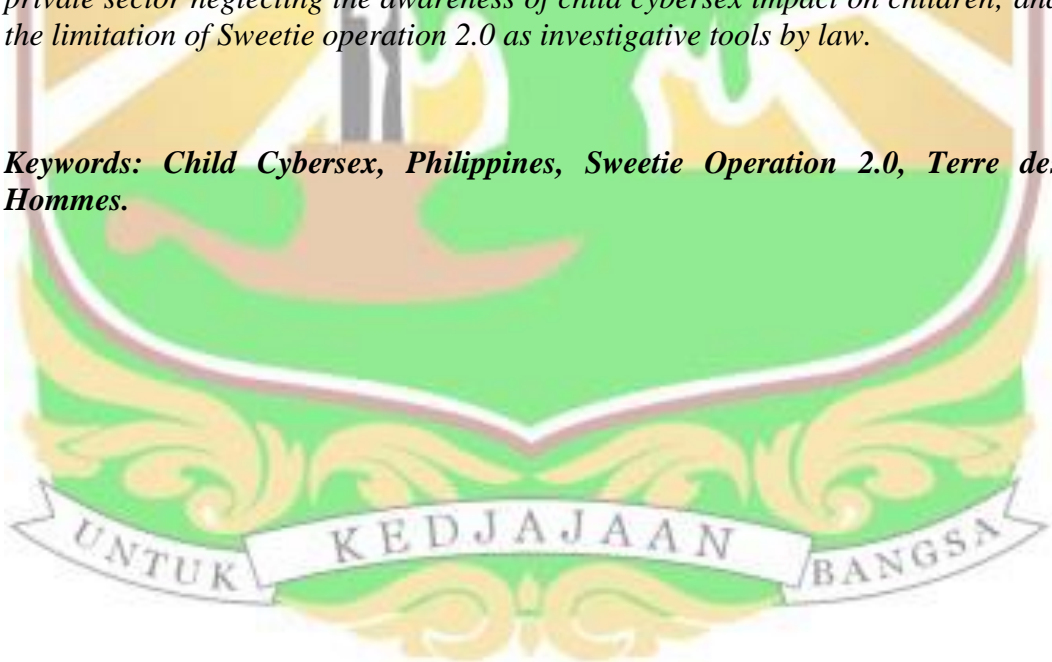 private sector neglecting the awareness of child cybersex impact on children, and
the limitation of Sweetie operation 2.0 as investigative tools by law.
Keywords: Child Cybersex, Philippines, Sweetie Operation 2.0, Terre des
Hommes.
UNTUK KEDJAJAAN BANGSA